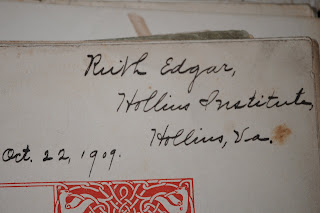 Ruth Edgar,
Hollins Institute,
Hollins, Va.
Oct. 22, 1909.